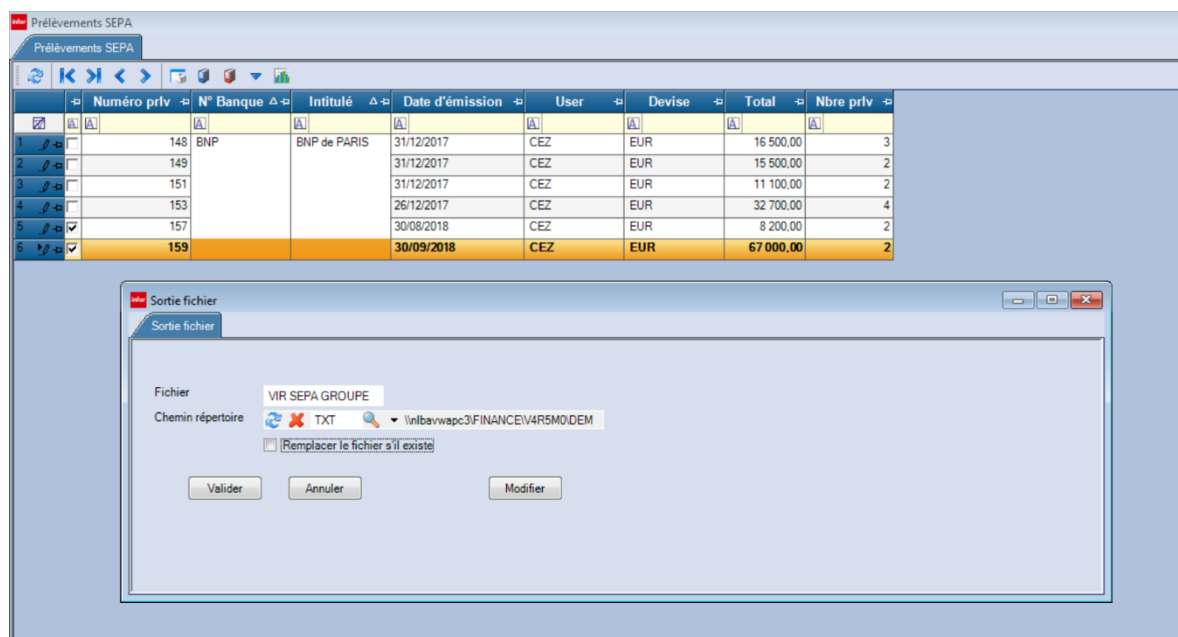 infor Prélèvements SEPA
Prélèvements SEPA
Numéro prlv N° Banque Intitulé Date d'émission User Devise Total Nbre prlv
A A A A A A A A A
1 148 BNP BNP de PARIS 31/12/2017 CEZ EUR 16 500,00 3
2 149 31/12/2017 CEZ EUR 15 500,00 2
3 151 31/12/2017 CEZ EUR 11 100,00 2
4 153 26/12/2017 CEZ EUR 32 700,00 4
5 157 30/08/2018 CEZ EUR 8 200,00 2
6 159 30/09/2018 CEZ EUR 67 000,00 2
infor Sortie fichier
Sortie fichier
Fichier VIR SEPA GROUPE
Chemin répertoire TXT \\nlbavwapc3\FINANCE\V4R5M0\DEM
Remplacer le fichier s'il existe
Valider Annuler Modifier